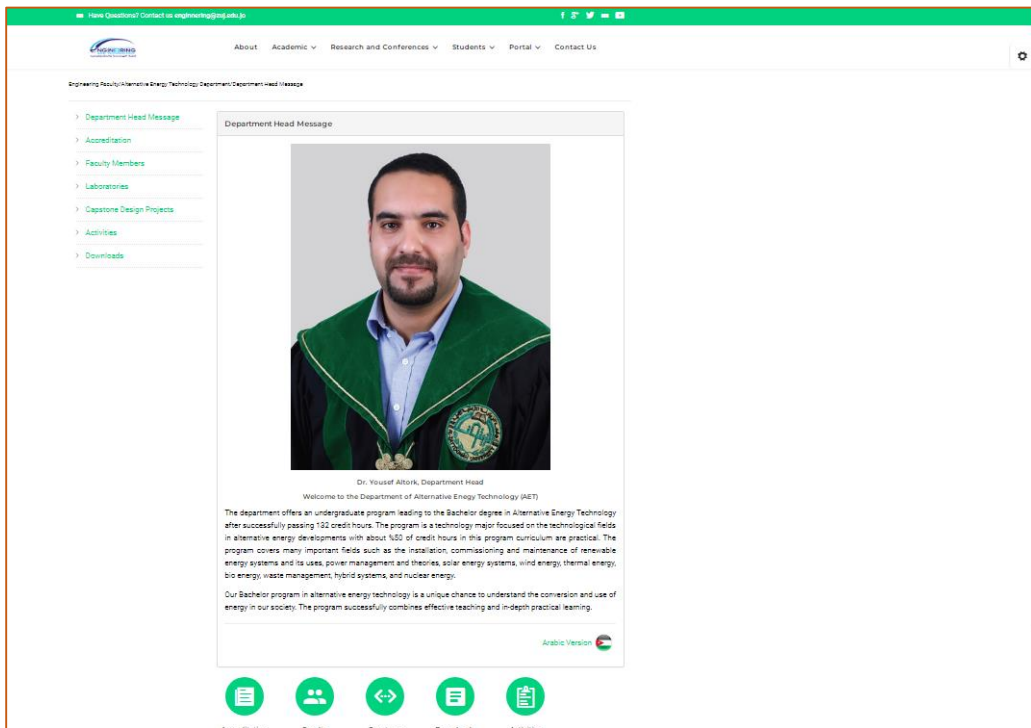 Have Questions? Contact us engineering@zuj.edu.jo
ENGINEERING
About Academic Research and Conferences Students Portal Contact Us
Engineering Faculty/Alternative Energy Technology Department/Department Head Message
Department Head Message
Accreditation
Faculty Members
Laboratories
Capstone Design Projects
Activities
Downloads
Department Head Message
Dr. Yousef Altork, Department Head
Welcome to the Department of Alternative Enegy Technology (AET)
The department offers an undergraduate program leading to the Bachelor degree in Alternative Energy Technology
after successfully passing 132 credit hours. The program is a technology major focused on the technological fields
in alternative energy developments with about %50 of credit hours in this program curriculum are practical. The
program covers many important fields such as the installation, commissioning and maintenance of renewable
energy systems and its uses, power management and theories, solar energy systems, wind energy, thermal energy,
bio energy, waste management, hybrid systems, and nuclear energy.
Our Bachelor program in alternative energy technology is a unique chance to understand the conversion and use of
energy in our society. The program successfully combines effective teaching and in-depth practical learning.
Arabic Version